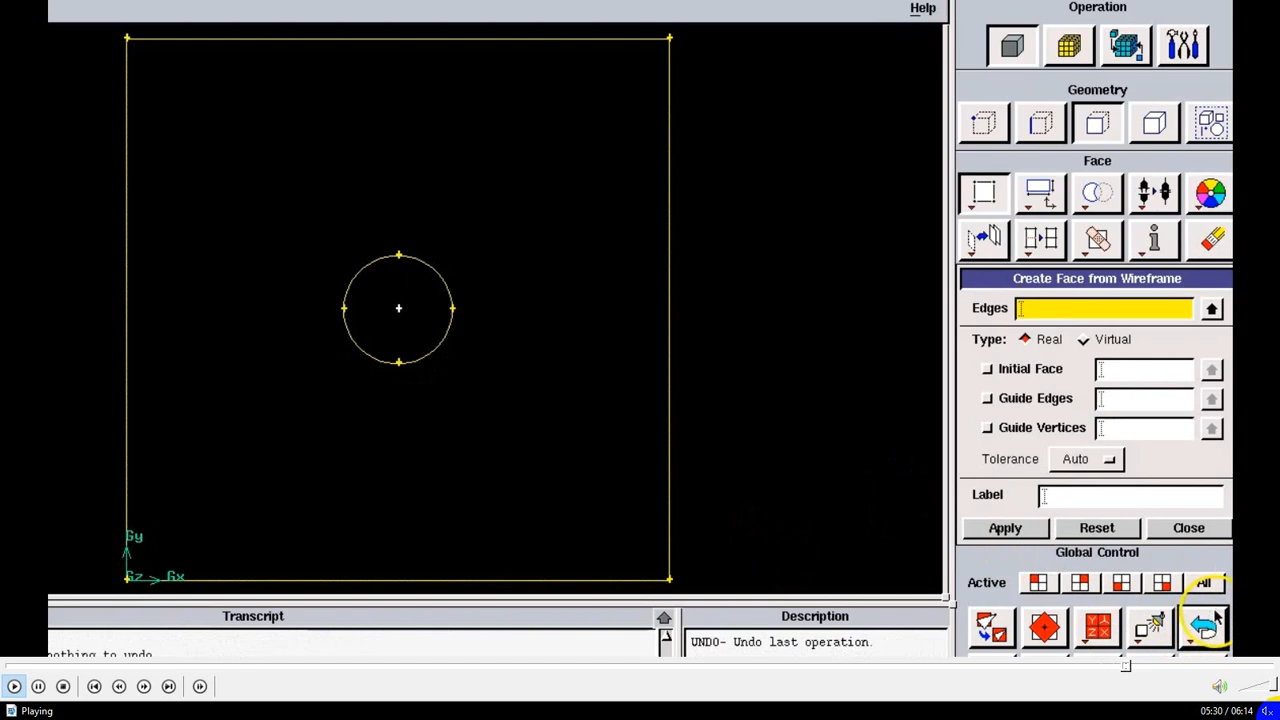 Help
Operation
Geometry
Face
Create Face from Wireframe
Edges
Type: Real Virtual
Initial Face
Guide Edges
Guide Vertices
Tolerance Auto
Label
Apply Reset Close
Global Control
Active All
Gy
Gz Gx
Transcript
Description
nothing to undo
UNDO- Undo last operation.
Playing
05:30 / 06:14